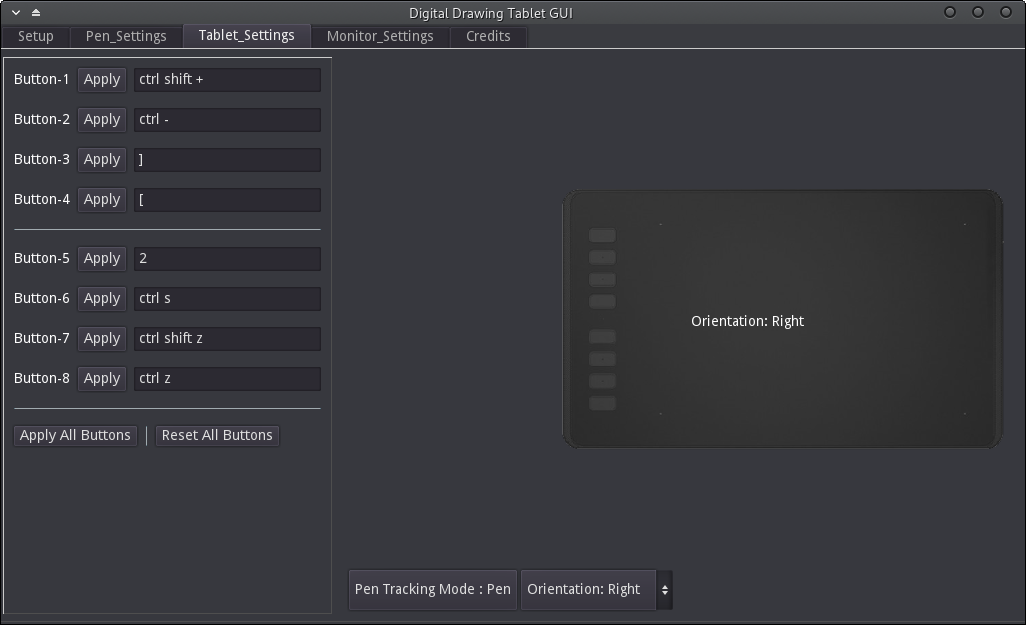 Digital Drawing Tablet GUI
Setup Pen_Settings Tablet_Settings Monitor_Settings Credits
Button-1 Apply ctrl shift +
Button-2 Apply ctrl -
Button-3 Apply ]
Button-4 Apply [
Button-5 Apply 2
Button-6 Apply ctrl s
Button-7 Apply ctrl shift z
Button-8 Apply ctrl z
Apply All Buttons | Reset All Buttons
Orientation: Right
Pen Tracking Mode : Pen Orientation: Right